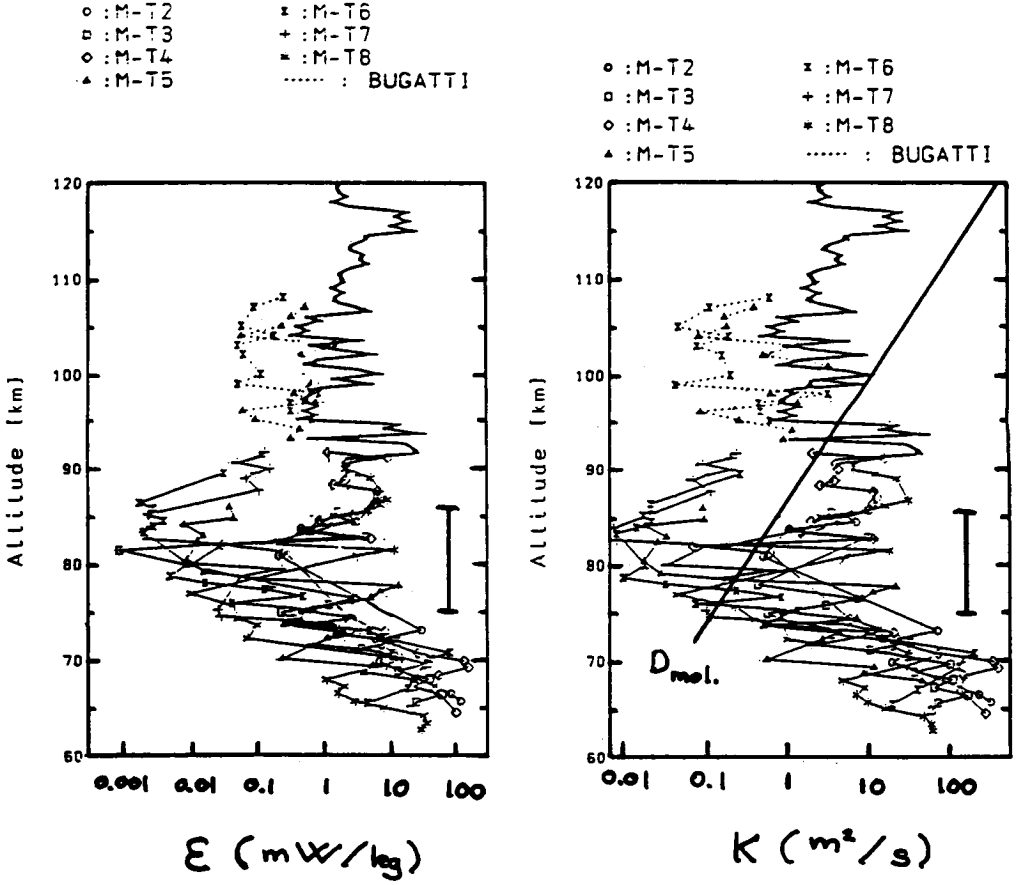 ○ : M-T2
□ : M-T3
◇ : M-T4
▲ : M-T5
⧗ : M-T6
+ : M-T7
* : M-T8
...... : BUGATTI
120
110
100
90
80
70
60
Altitude [km]
0.001 0.01 0.1 1 10 100
ε (mW/kg)
○ : M-T2
□ : M-T3
◇ : M-T4
▲ : M-T5
⧗ : M-T6
+ : M-T7
* : M-T8
...... : BUGATTI
120
110
100
90
80
70
60
Altitude [km]
Dmol.
0.01 0.1 1 10 100
K (m²/s)